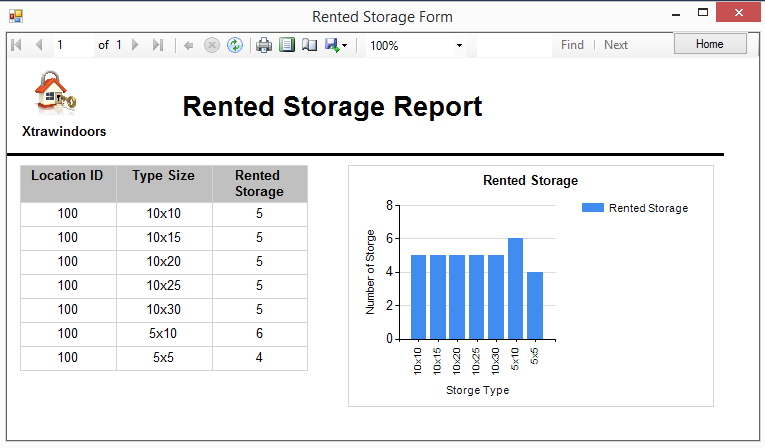 Rented Storage Form
1 of 1 100% Find | Next Home
Rented Storage Report
Xtrawindoors
Location ID Type Size Rented Storage
100 10x10 5
100 10x15 5
100 10x20 5
100 10x25 5
100 10x30 5
100 5x10 6
100 5x5 4
Rented Storage
Rented Storage
Number of Storge
8
6
4
2
0
10x10 10x15 10x20 10x25 10x30 5x10 5x5
Storge Type